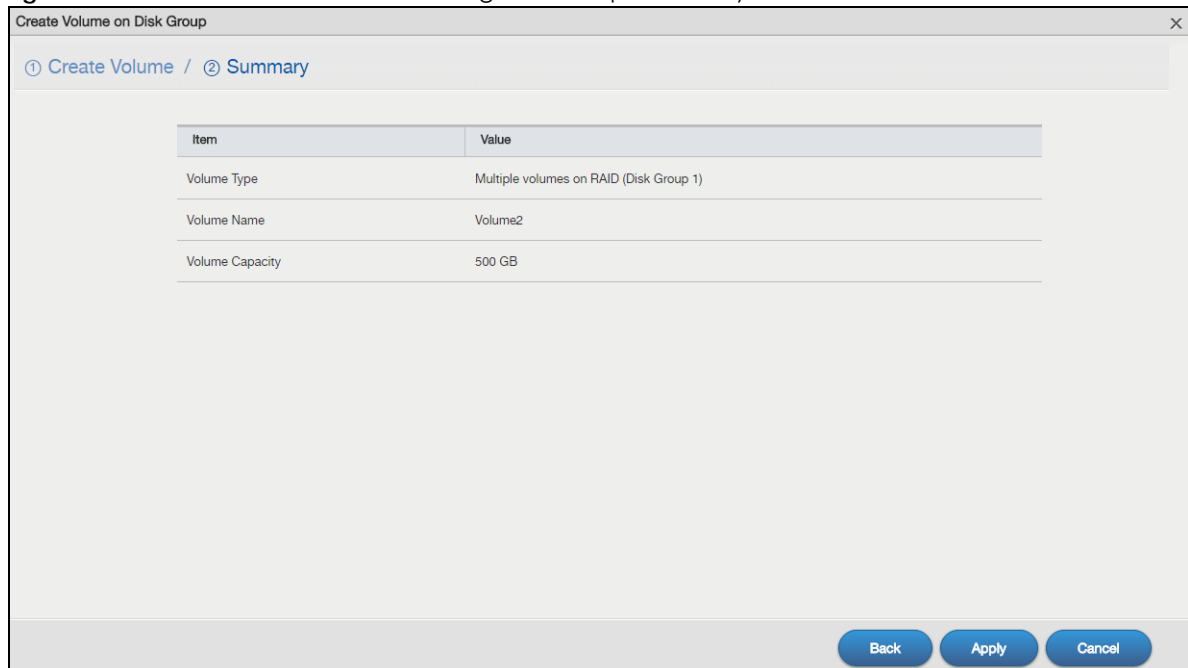 Create Volume on Disk Group
① Create Volume / ② Summary
Item Value
Volume Type Multiple volumes on RAID (Disk Group 1)
Volume Name Volume2
Volume Capacity 500 GB
Back Apply Cancel